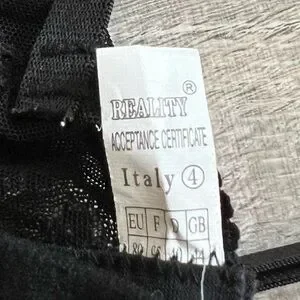 REALITY ®
ACCEPTANCE CERTIFICATE
Italy ④
EU F D GB